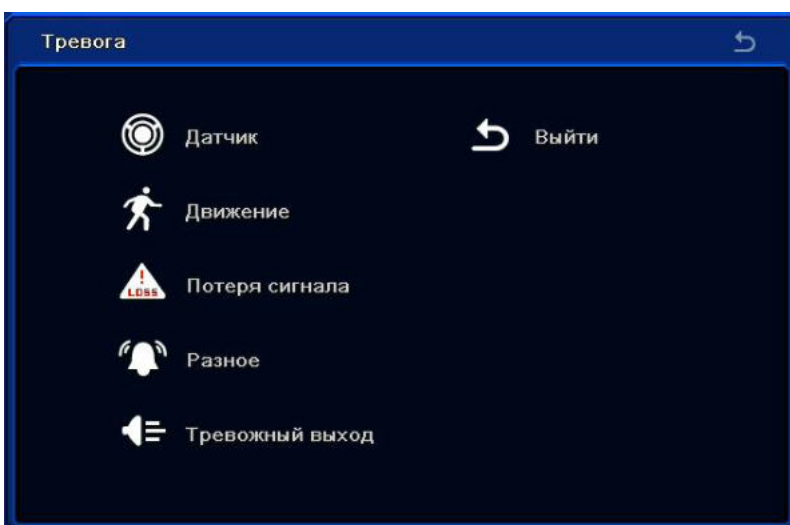 Тревога
Датчик
Выйти
Движение
LOSS
Потеря сигнала
Разное
Тревожный выход